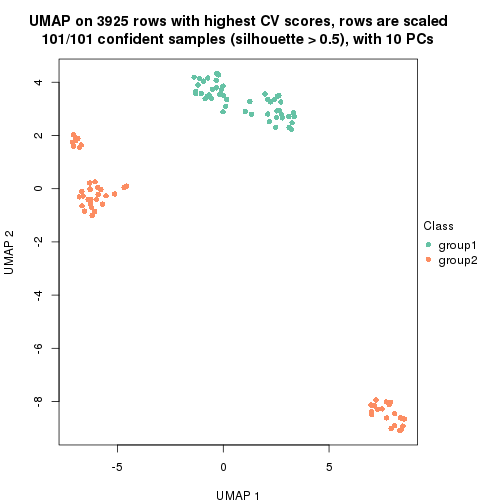 UMAP on 3925 rows with highest CV scores, rows are scaled
101/101 confident samples (silhouette > 0.5), with 10 PCs
4
2
0
-2
-4
-6
-8
UMAP 2
-5
0
5
UMAP 1
Class
group1
group2